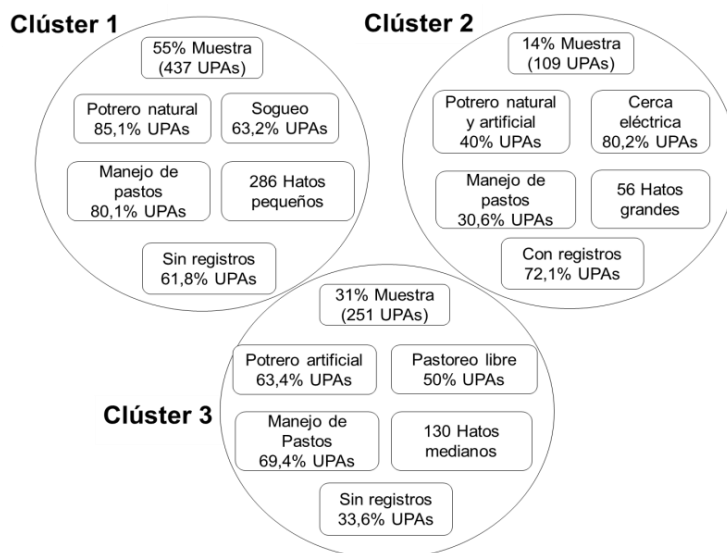 Clúster 1
55% Muestra
(437 UPAs)
Potrero natural
85,1% UPAs
Sogueo
63,2% UPAs
Manejo de
pastos
80,1% UPAs
286 Hatos
pequeños
Sin registros
61,8% UPAs
Clúster 2
14% Muestra
(109 UPAs)
Potrero natural
y artificial
40% UPAs
Cerca
eléctrica
80,2% UPAs
Manejo de
pastos
30,6% UPAs
56 Hatos
grandes
Con registros
72,1% UPAs
Clúster 3
31% Muestra
(251 UPAs)
Potrero artificial
63,4% UPAs
Pastoreo libre
50% UPAs
Manejo de
Pastos
69,4% UPAs
130 Hatos
medianos
Sin registros
33,6% UPAs